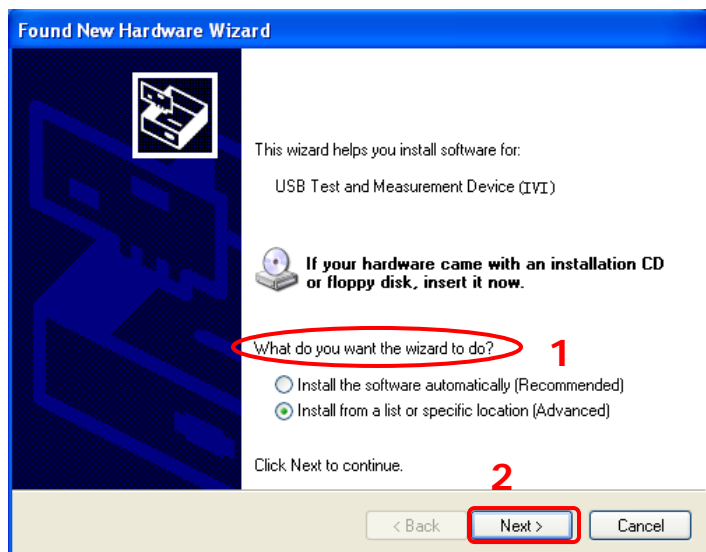 Found New Hardware Wizard
This wizard helps you install software for:
USB Test and Measurement Device (IVI)
If your hardware came with an installation CD
or floppy disk, insert it now.
What do you want the wizard to do?
1
Install the software automatically (Recommended)
Install from a list or specific location (Advanced)
Click Next to continue.
2
< Back
Next >
Cancel